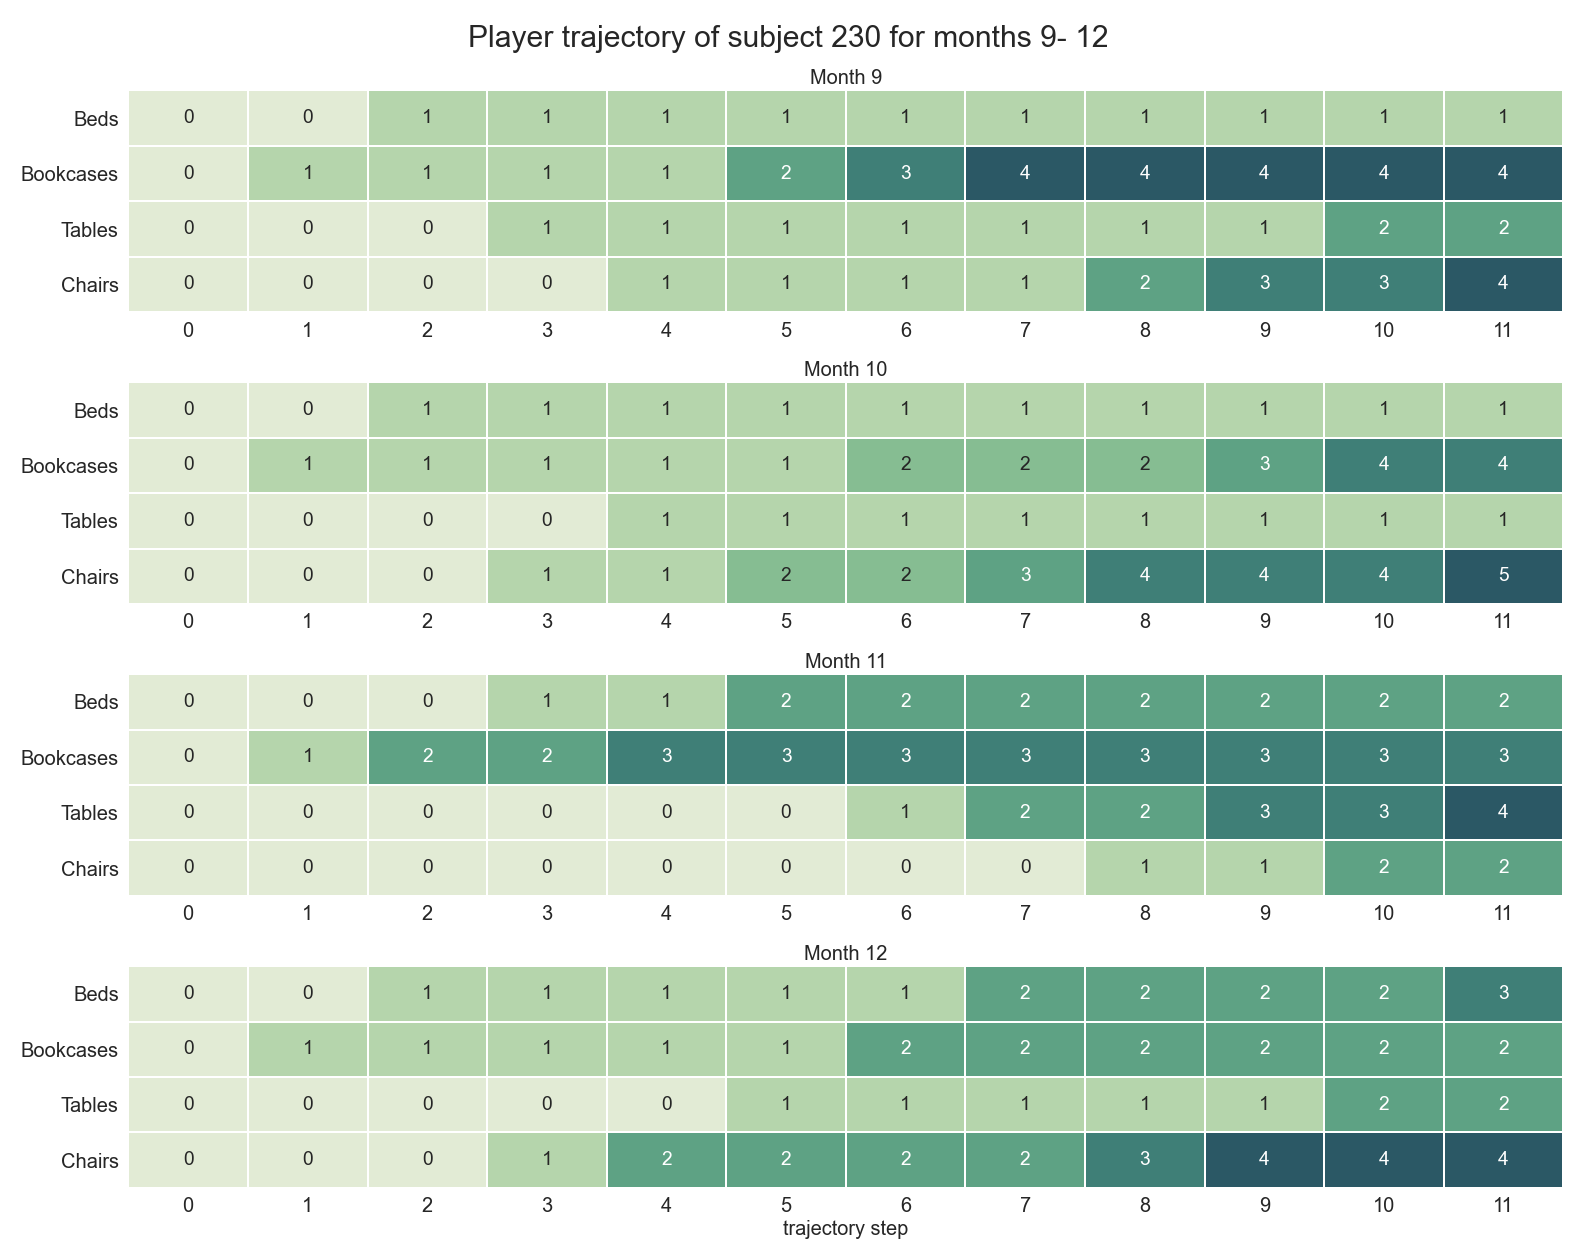 Player trajectory of subject 230 for months 9- 12
Month 9
Beds 0 0 1 1 1 1 1 1 1 1 1 1
Bookcases 0 1 1 1 1 2 3 4 4 4 4 4
Tables 0 0 0 1 1 1 1 1 1 1 2 2
Chairs 0 0 0 0 1 1 1 1 2 3 3 4
0 1 2 3 4 5 6 7 8 9 10 11
Month 10
Beds 0 0 1 1 1 1 1 1 1 1 1 1
Bookcases 0 1 1 1 1 1 2 2 2 3 4 4
Tables 0 0 0 0 1 1 1 1 1 1 1 1
Chairs 0 0 0 1 1 2 2 3 4 4 4 5
0 1 2 3 4 5 6 7 8 9 10 11
Month 11
Beds 0 0 0 1 1 2 2 2 2 2 2 2
Bookcases 0 1 2 2 3 3 3 3 3 3 3 3
Tables 0 0 0 0 0 0 1 2 2 3 3 4
Chairs 0 0 0 0 0 0 0 0 1 1 2 2
0 1 2 3 4 5 6 7 8 9 10 11
Month 12
Beds 0 0 1 1 1 1 1 2 2 2 2 3
Bookcases 0 1 1 1 1 1 2 2 2 2 2 2
Tables 0 0 0 0 0 1 1 1 1 1 2 2
Chairs 0 0 0 1 2 2 2 2 3 4 4 4
0 1 2 3 4 5 6 7 8 9 10 11
trajectory step